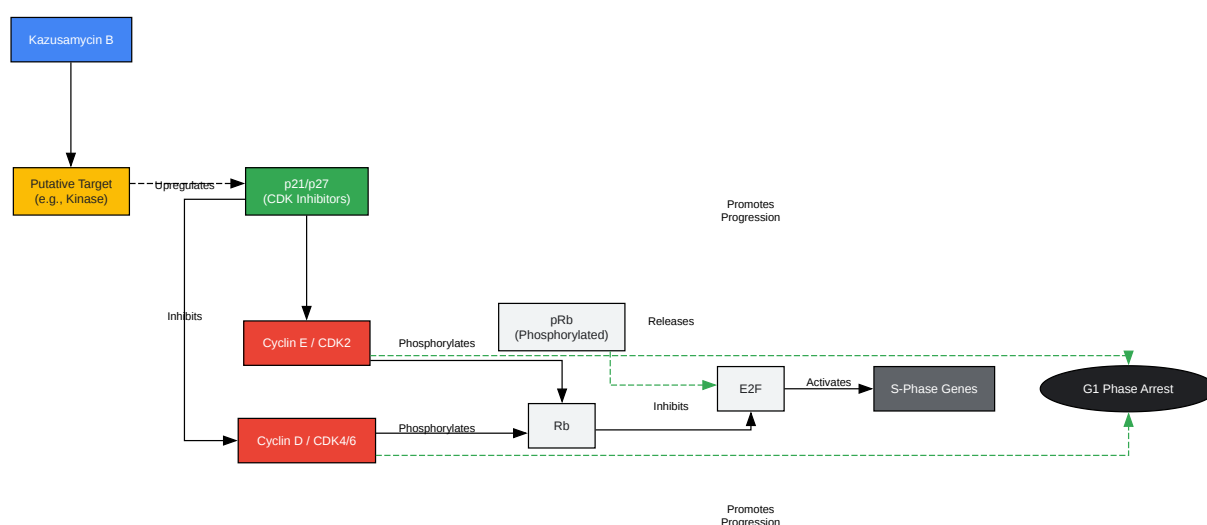 Kazusamycin B
Putative Target
(e.g., Kinase)
Upregulates
p21/p27
(CDK Inhibitors)
Promotes
Progression
Inhibits
pRb
(Phosphorylated)
Releases
Cyclin E / CDK2
Phosphorylates
E2F
Activates
S-Phase Genes
G1 Phase Arrest
Inhibits
Cyclin D / CDK4/6
Phosphorylates
Rb
Promotes
Progression